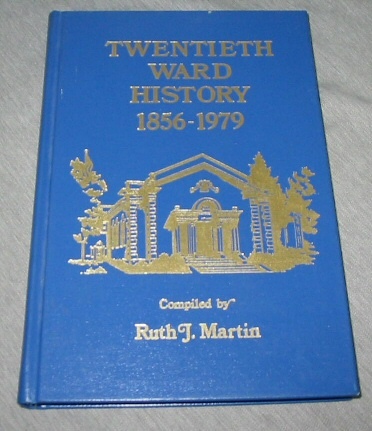 TWENTIETH
WARD
HISTORY
1856-1979
Compiled by
Ruth J. Martin